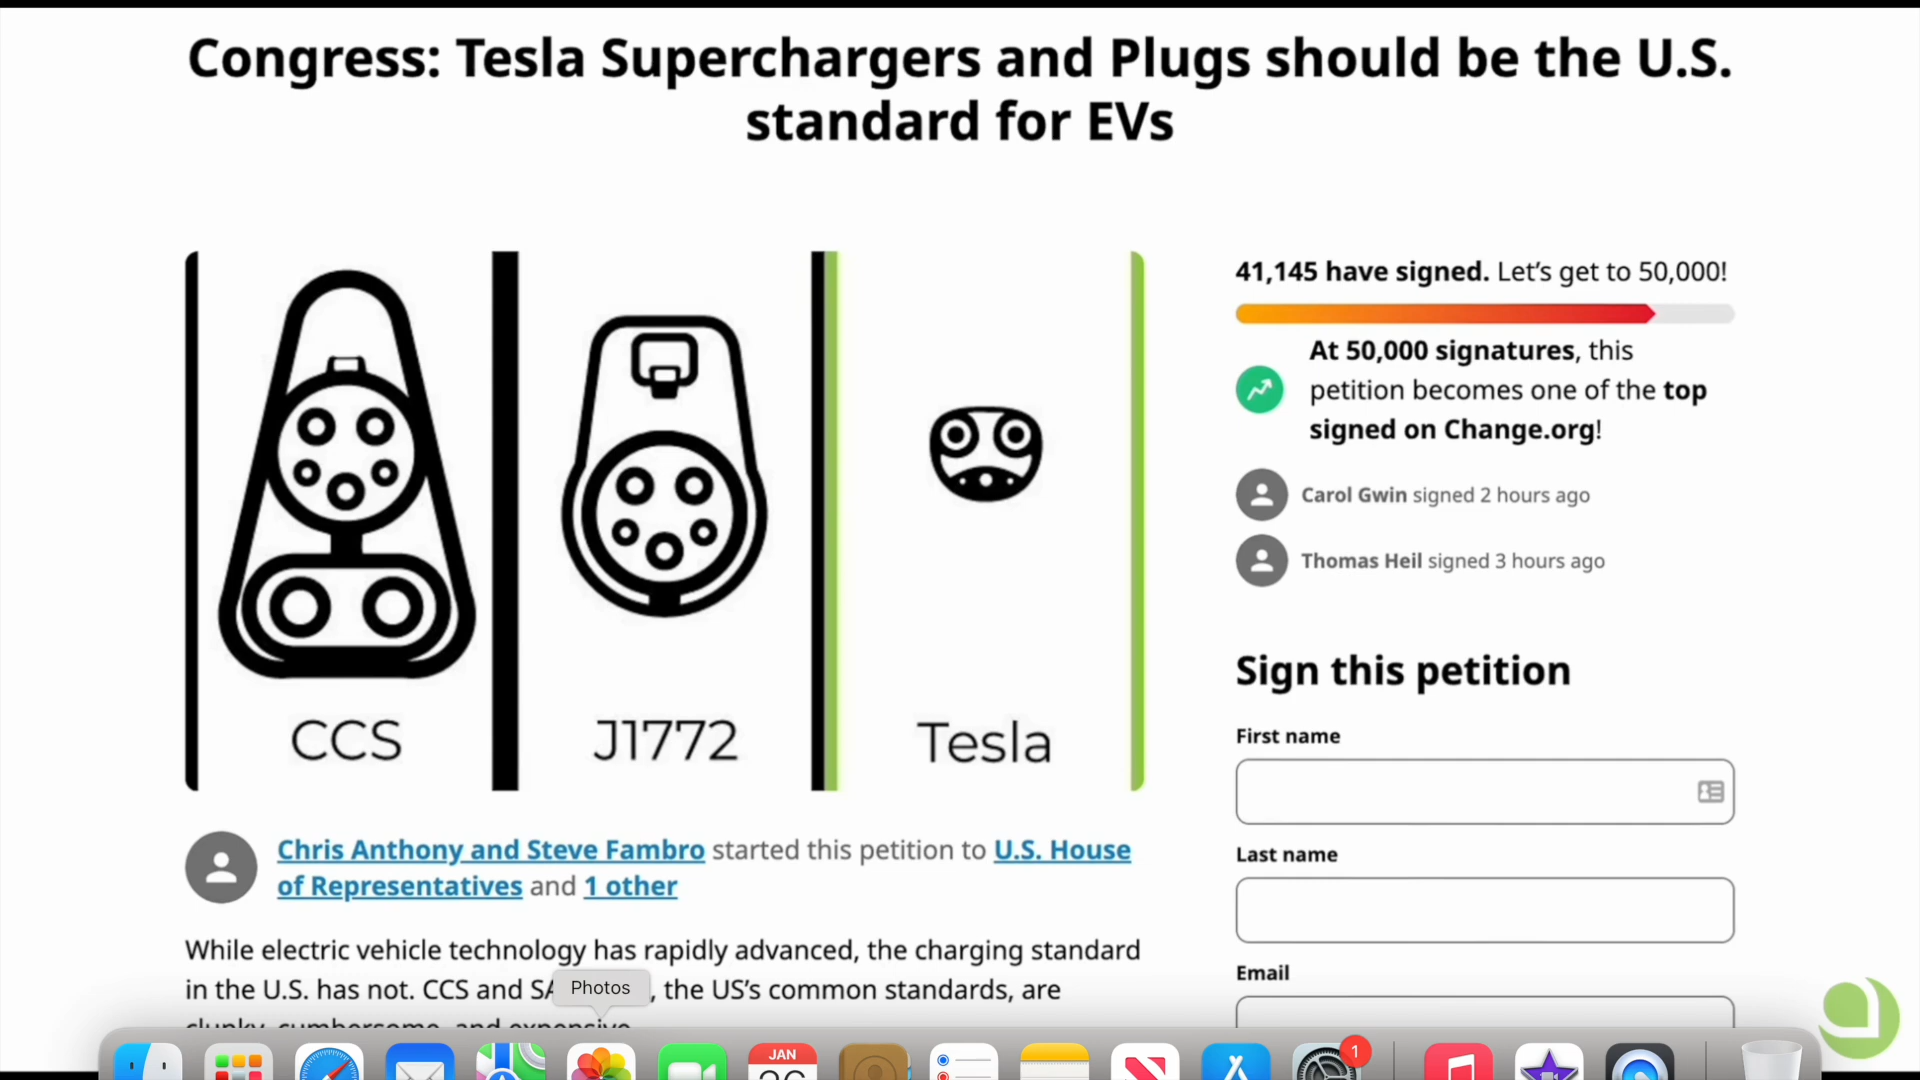 Congress: Tesla Superchargers and Plugs should be the U.S.
standard for EVs
CCS
J1772
Tesla
41,145 have signed. Let's get to 50,000!
At 50,000 signatures, this
petition becomes one of the top
signed on Change.org!
Carol Gwin signed 2 hours ago
Thomas Heil signed 3 hours ago
Sign this petition
First name
Last name
Email
Chris Anthony and Steve Fambro started this petition to U.S. House
of Representatives and 1 other
While electric vehicle technology has rapidly advanced, the charging standard
in the U.S. has not. CCS and , the US's common standards, are
clunky, cumbersome, and expensive
Photos
JAN
1